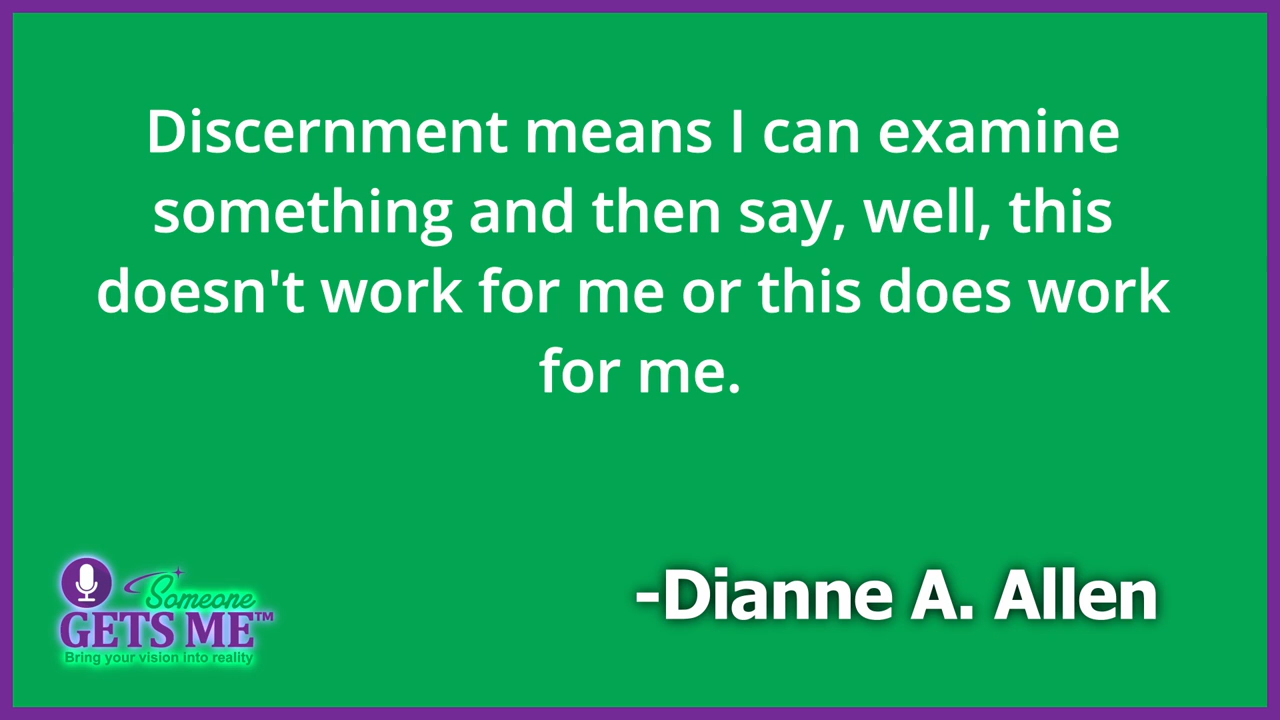 Discernment means I can examine
something and then say, well, this
doesn't work for me or this does work
for me.
-Dianne A. Allen
Someone
GETS ME™
Bring your vision into reality